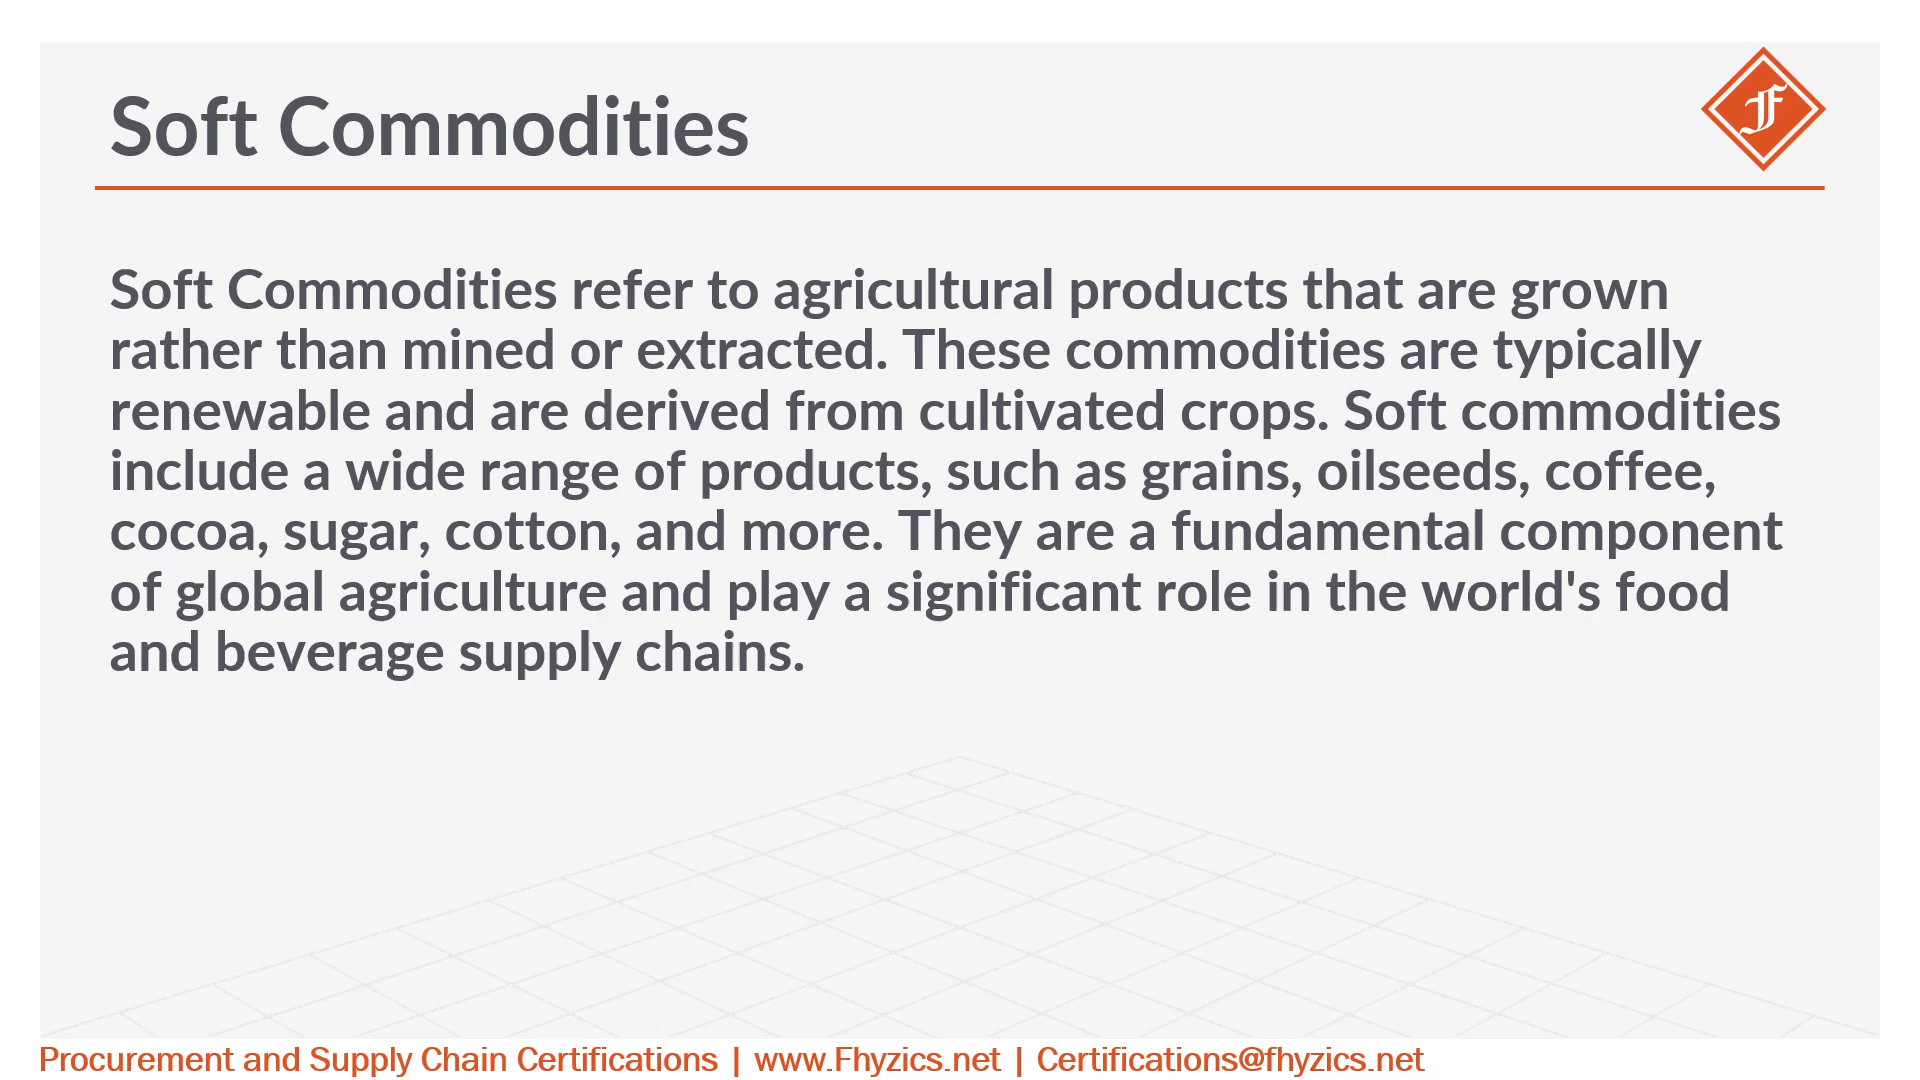 Soft Commodities
Soft Commodities refer to agricultural products that are grown
rather than mined or extracted. These commodities are typically
renewable and are derived from cultivated crops. Soft commodities
include a wide range of products, such as grains, oilseeds, coffee,
cocoa, sugar, cotton, and more. They are a fundamental component
of global agriculture and play a significant role in the world's food
and beverage supply chains.
Procurement and Supply Chain Certifications | www.Fhyzics.net | Certifications@fhyzics.net